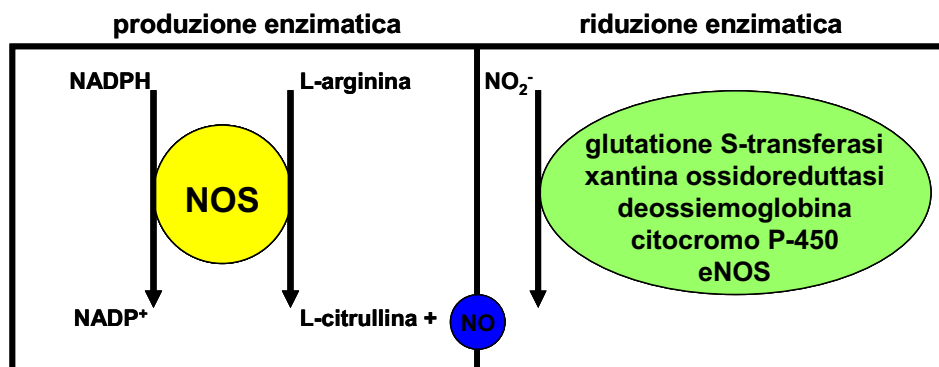 produzione enzimatica
riduzione enzimatica
NADPH
L-arginina
NOS
NADP⁺
L-citrullina +
NO
NO₂⁻
glutatione S-transferasi
xantina ossidoreduttasi
deossiemoglobina
citocromo P-450
eNOS